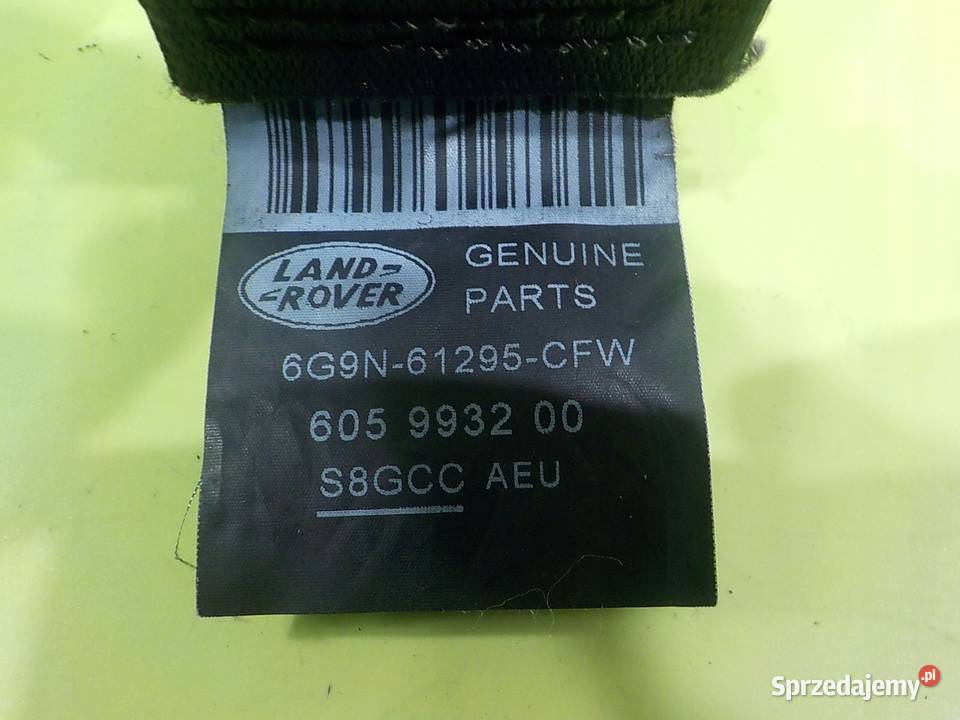 LAND-
-ROVER
GENUINE
PARTS
6G9N-61295-CFW
605 9932 00
S8GCC AEU
Sprzedajemy.pl